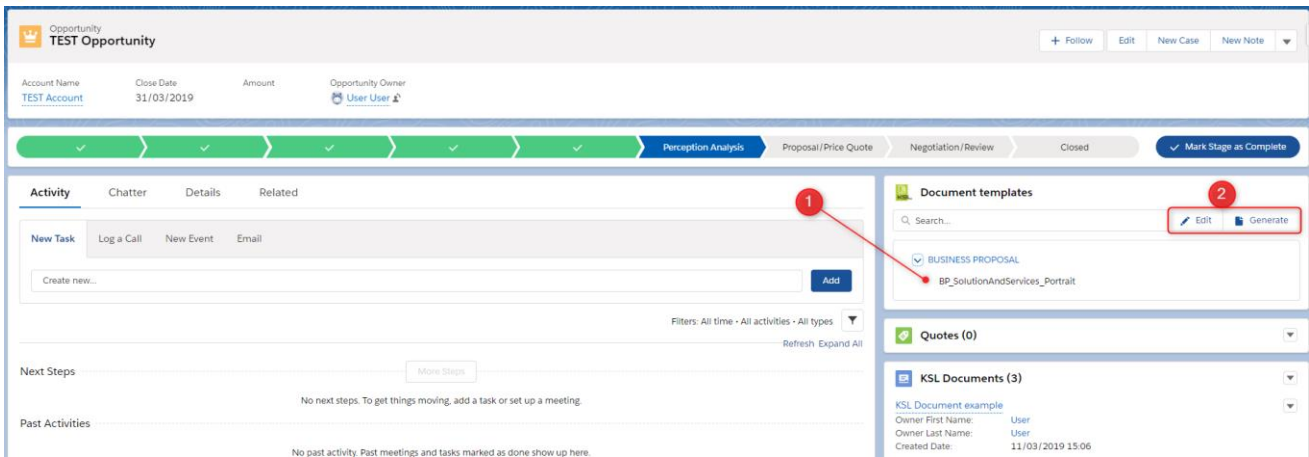 Opportunity
TEST Opportunity
+ Follow Edit New Case New Note
Account Name Close Date Amount Opportunity Owner
TEST Account 31/03/2019 User User
Perception Analysis Proposal/Price Quote Negotiation/Review Closed Mark Stage as Complete
Activity Chatter Details Related
New Task Log a Call New Event Email
Create new... Add
Filters: All time • All activities • All types
Refresh Expand All
Next Steps More Steps
No next steps. To get things moving, add a task or set up a meeting.
Past Activities
No past activity. Past meetings and tasks marked as done show up here.
1
Document templates
2
Search... Edit Generate
BUSINESS PROPOSAL
BP_SolutionAndServices_Portrait
Quotes (0)
KSL Documents (3)
KSL Document example
Owner First Name: User
Owner Last Name: User
Created Date: 11/03/2019 15:06